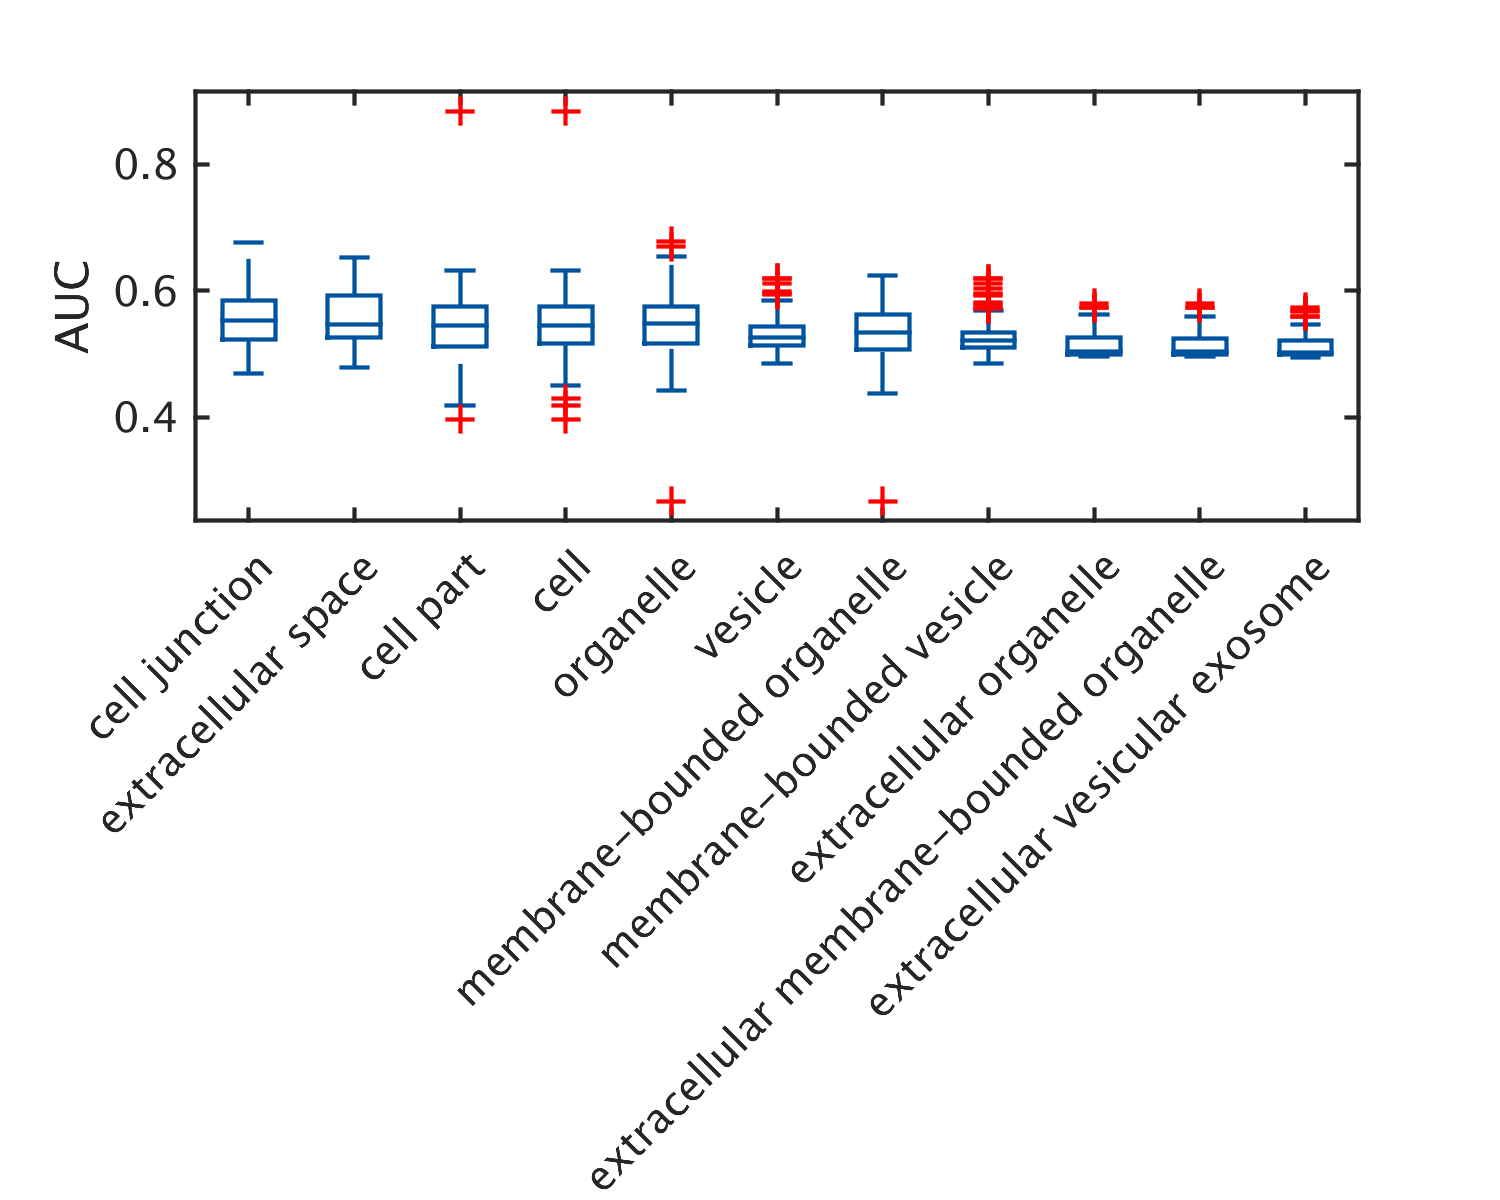 AUC
0.8
0.6
0.4
cell junction
extracellular space
cell part
cell
organelle
vesicle
membrane–bounded organelle
membrane–bounded vesicle
extracellular organelle
extracellular membrane–bounded organelle
extracellular vesicular exosome